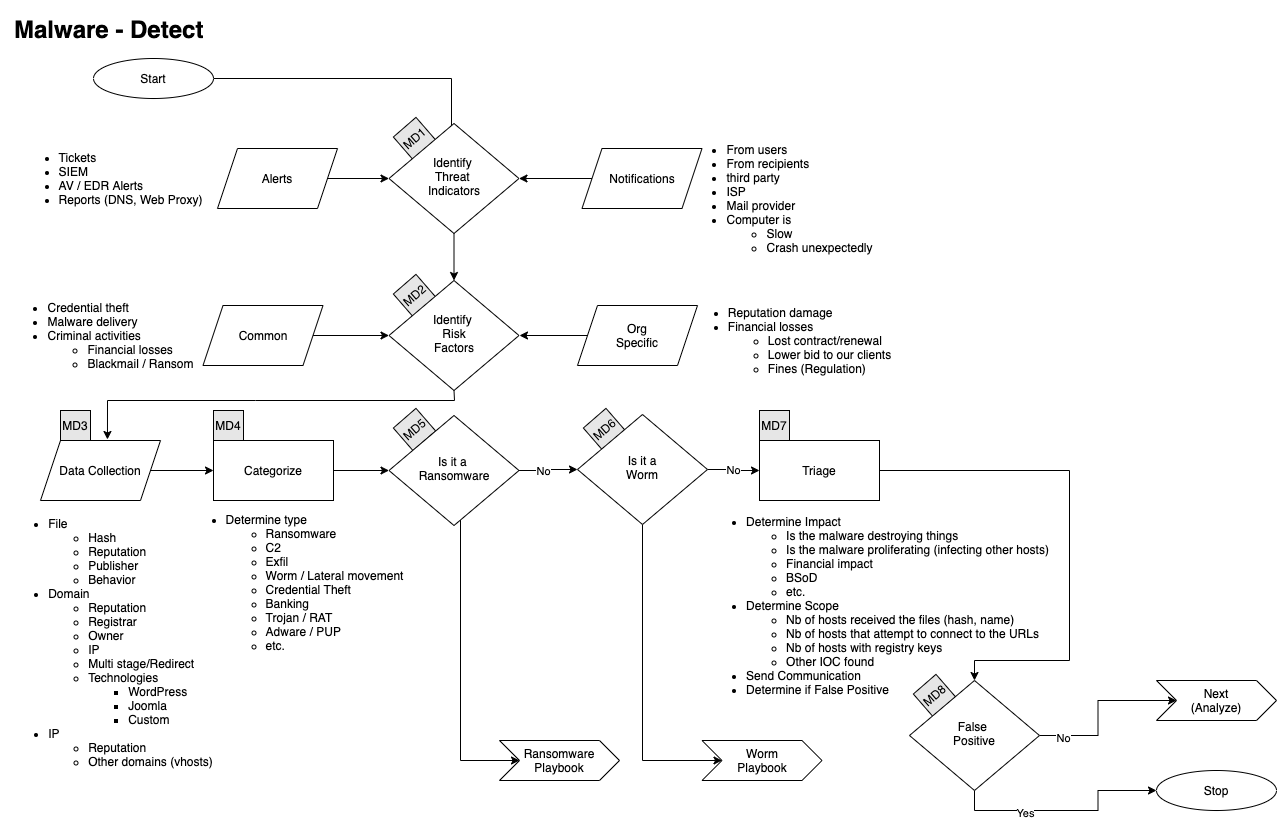 Malware - Detect
Start
MD1
Identify
Threat
Indicators
Alerts
Notifications
• Tickets
• SIEM
• AV / EDR Alerts
• Reports (DNS, Web Proxy)
• From users
• From recipients
• third party
• ISP
• Mail provider
• Computer is
○ Slow
○ Crash unexpectedly
MD2
Identify
Risk
Factors
Common
Org
Specific
• Credential theft
• Malware delivery
• Criminal activities
○ Financial losses
○ Blackmail / Ransom
• Reputation damage
• Financial losses
○ Lost contract/renewal
○ Lower bid to our clients
○ Fines (Regulation)
MD3
Data Collection
MD4
Categorize
MD5
Is it a
Ransomware
No
MD6
Is it a
Worm
No
MD7
Triage
• File
○ Hash
○ Reputation
○ Publisher
○ Behavior
• Domain
○ Reputation
○ Registrar
○ Owner
○ IP
○ Multi stage/Redirect
○ Technologies
▪ WordPress
▪ Joomla
▪ Custom
• IP
○ Reputation
○ Other domains (vhosts)
• Determine type
○ Ransomware
○ C2
○ Exfil
○ Worm / Lateral movement
○ Credential Theft
○ Banking
○ Trojan / RAT
○ Adware / PUP
○ etc.
• Determine Impact
○ Is the malware destroying things
○ Is the malware proliferating (infecting other hosts)
○ Financial impact
○ BSoD
○ etc.
• Determine Scope
○ Nb of hosts received the files (hash, name)
○ Nb of hosts that attempt to connect to the URLs
○ Nb of hosts with registry keys
○ Other IOC found
• Send Communication
• Determine if False Positive
Ransomware
Playbook
Worm
Playbook
MD8
False
Positive
No
Next
(Analyze)
Yes
Stop